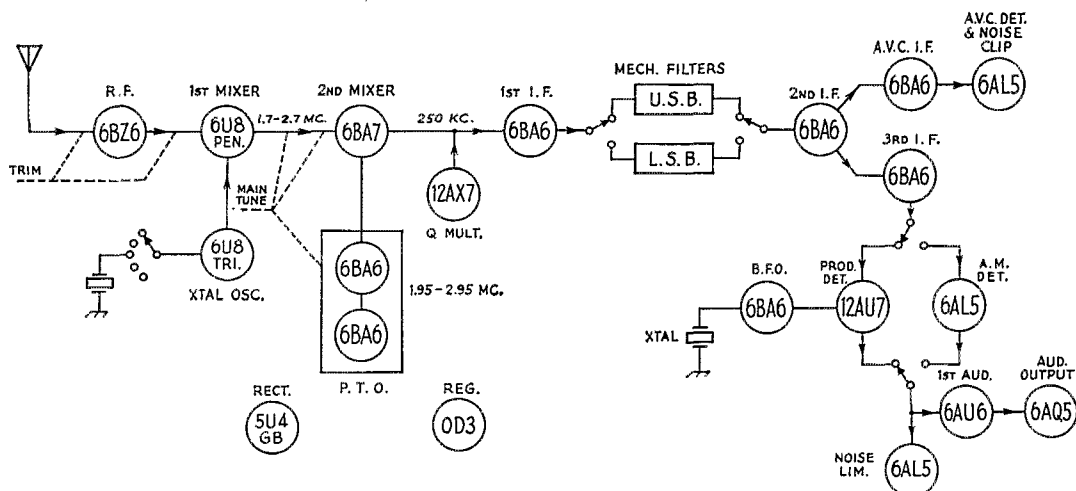 R.F.
6BZ6
TRIM
1ST MIXER
6U8
PEN.
1.7-2.7 MC.
2ND MIXER
6BA7
250 KC.
12AX7
Q MULT.
1ST I.F.
6BA6
MECH. FILTERS
U.S.B.
L.S.B.
2ND I.F.
6BA6
A.V.C. I.F.
6BA6
A.V.C. DET.
& NOISE
CLIP
6AL5
3RD I.F.
6BA6
MAIN
TUNE
6U8
TRI.
XTAL OSC.
6BA6
6BA6
1.95-2.95 MC.
P. T. O.
B.F.O.
6BA6
XTAL
PROD.
DET.
12AU7
A.M.
DET.
6AL5
RECT.
5U4
GB
REG.
0D3
1ST AUD.
6AU6
AUD.
OUTPUT
6AQ5
NOISE
LIM.
6AL5